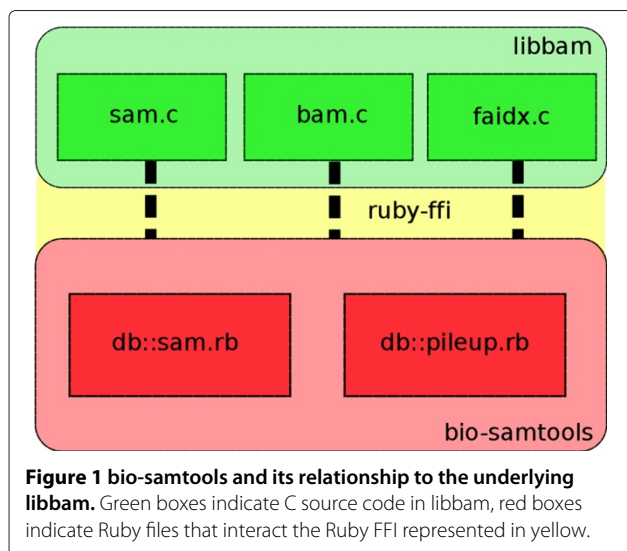 libbam
sam.c
bam.c
faidx.c
ruby-ffi
db::sam.rb
db::pileup.rb
bio-samtools
Figure 1 bio-samtools and its relationship to the underlying
libbam. Green boxes indicate C source code in libbam, red boxes
indicate Ruby files that interact the Ruby FFI represented in yellow.